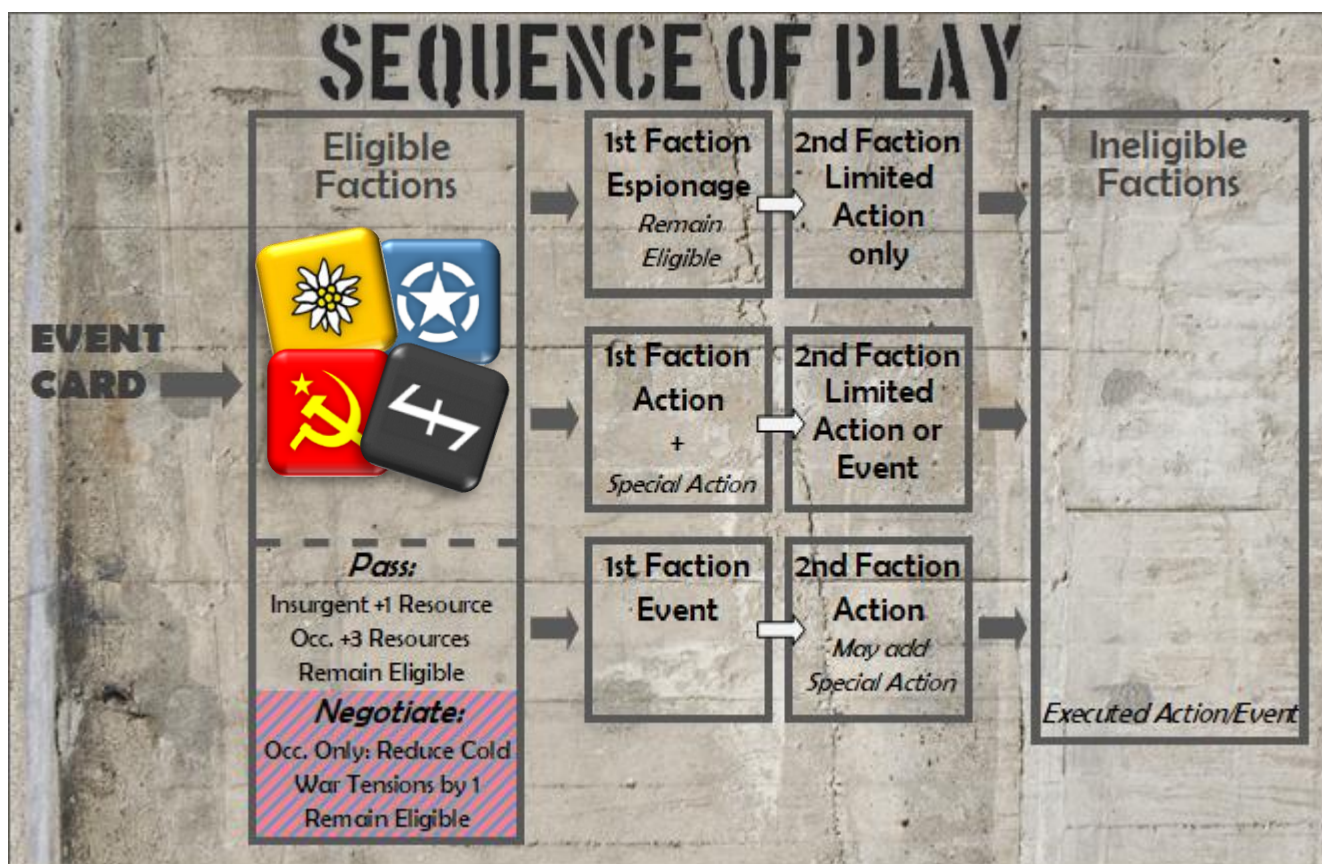 SEQUENCE OF PLAY
EVENT
CARD
Eligible
Factions
Pass:
Insurgent +1 Resource
Occ. +3 Resources
Remain Eligible
Negotiate:
Occ. Only: Reduce Cold
War Tensions by 1
Remain Eligible
1st Faction
Espionage
Remain
Eligible
2nd Faction
Limited
Action
only
1st Faction
Action
+
Special Action
2nd Faction
Limited
Action or
Event
1st Faction
Event
2nd Faction
Action
May add
Special Action
Ineligible
Factions
Executed Action/Event